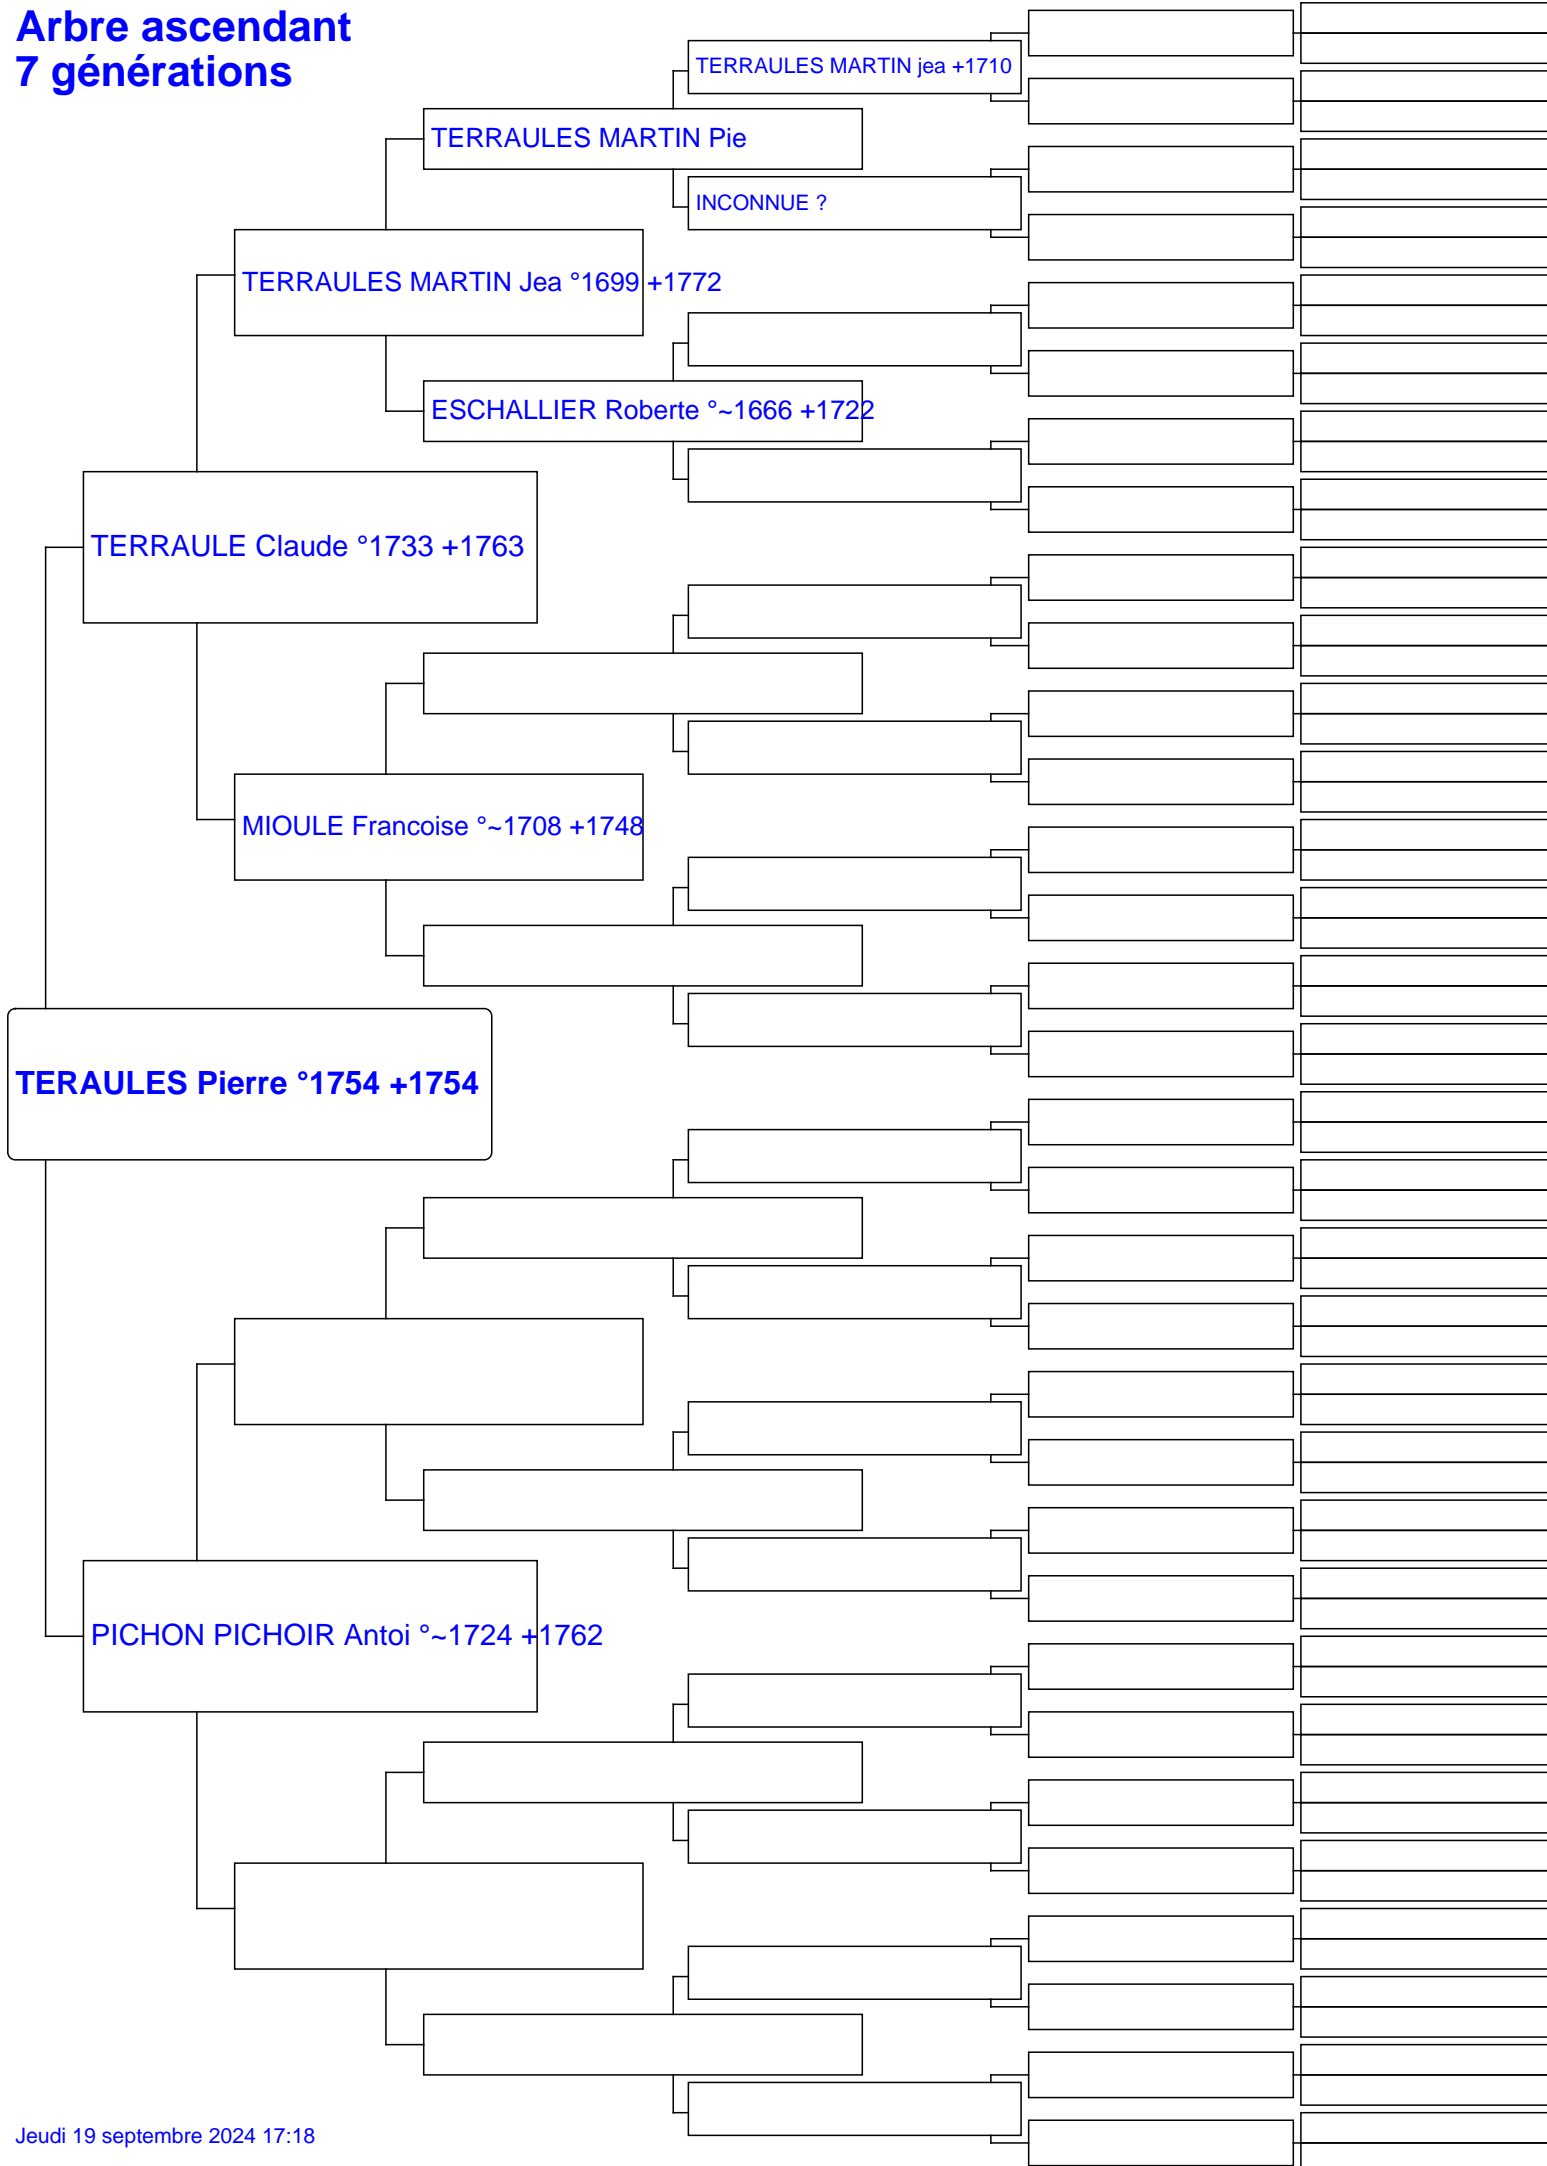 Arbre ascendant
7 générations
TERRAULES MARTIN jea +1710
TERRAULES MARTIN Pie
INCONNUE ?
TERRAULES MARTIN Jea °1699 +1772
ESCHALLIER Roberte °~1666 +1722
TERRAULE Claude °1733 +1763
MIOULE Francoise °~1708 +1748
TERAULES Pierre °1754 +1754
PICHON PICHOIR Antoi °~1724 +1762
Jeudi 19 septembre 2024 17:18